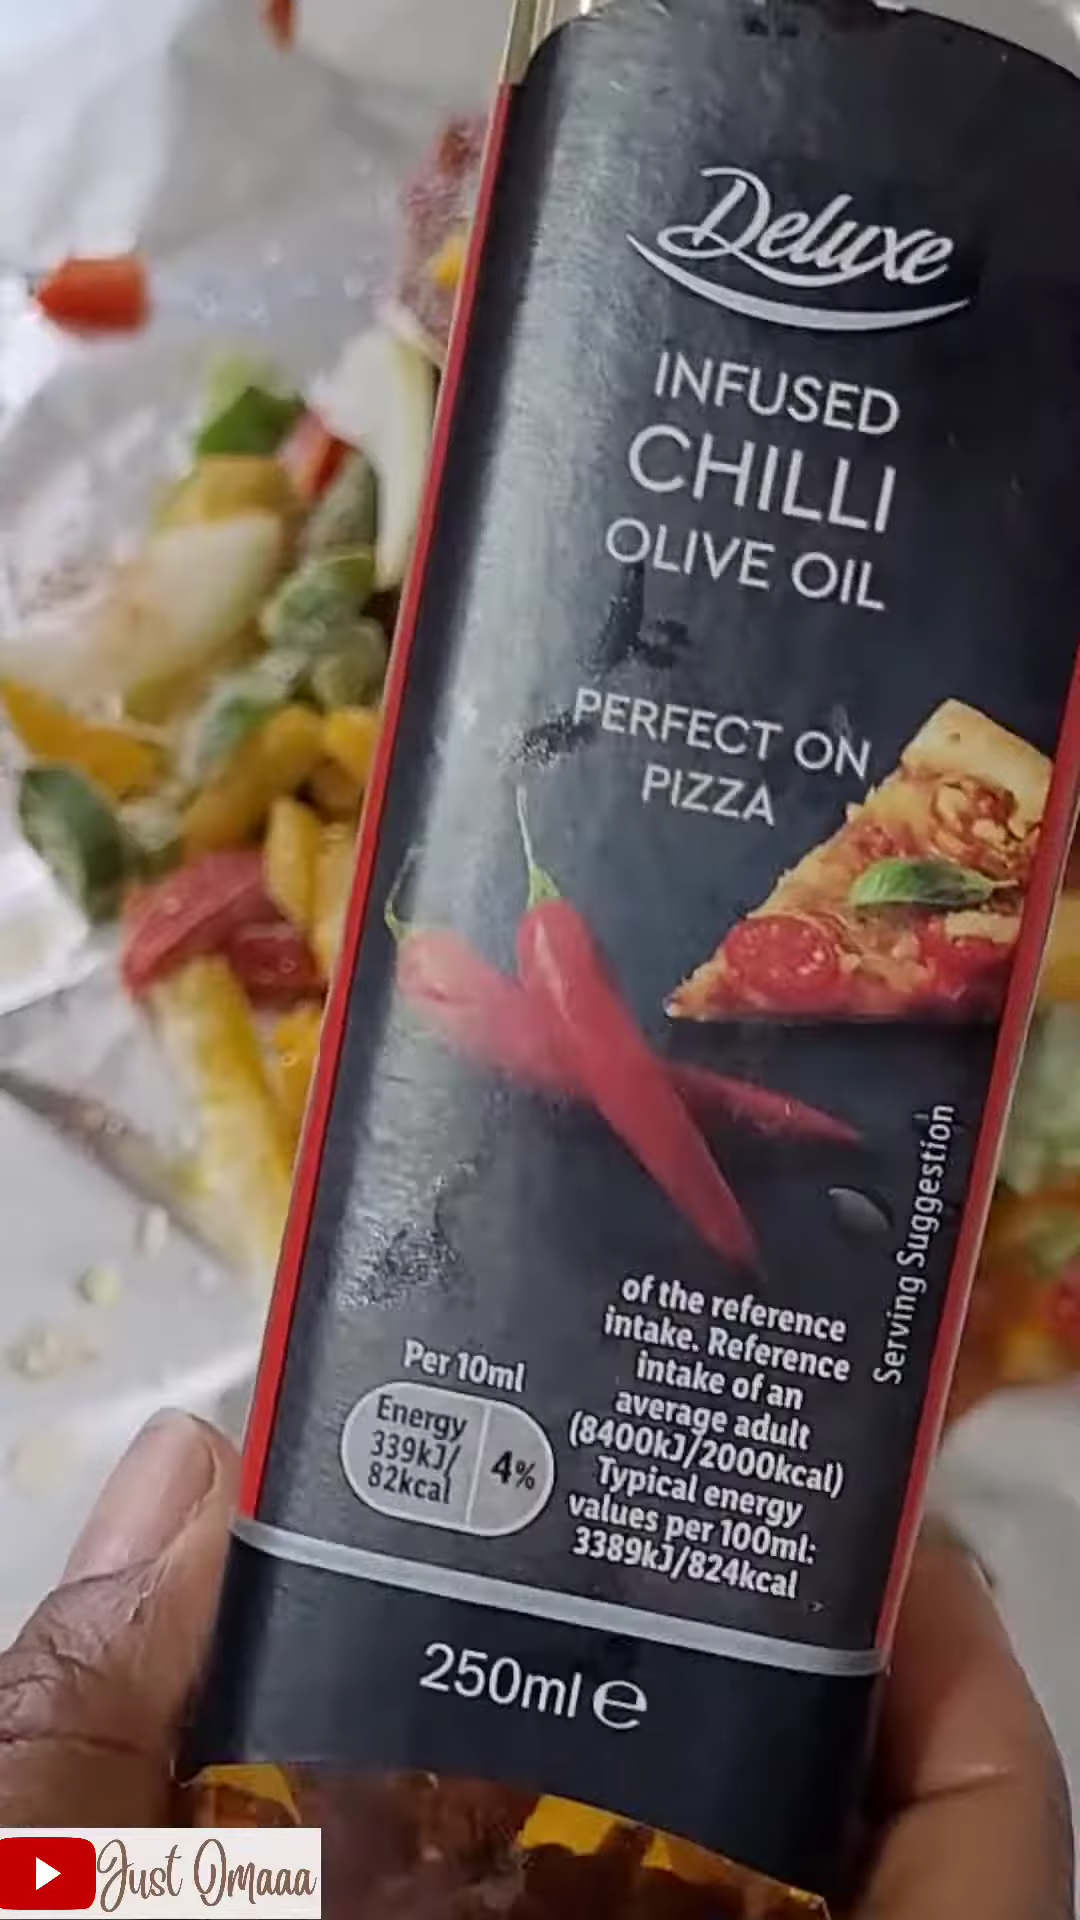 Deluxe
INFUSED
CHILLI
OLIVE OIL
PERFECT ON
PIZZA
Serving Suggestion
of the reference
intake. Reference
intake of an
average adult
(8400kJ/2000kcal)
Typical energy
values per 100ml:
3389kJ/824kcal
Per 10ml
Energy
339kJ/
82kcal
4%
250ml e
Just Omaaa